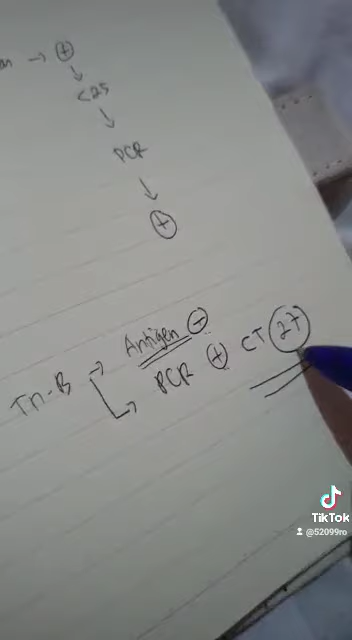 → (+)
↓
<25
↓
PCR
↓
(+)
Tn-B → Antigen (-)
→ PCR (+) CT (27)
TikTok
@52099ro